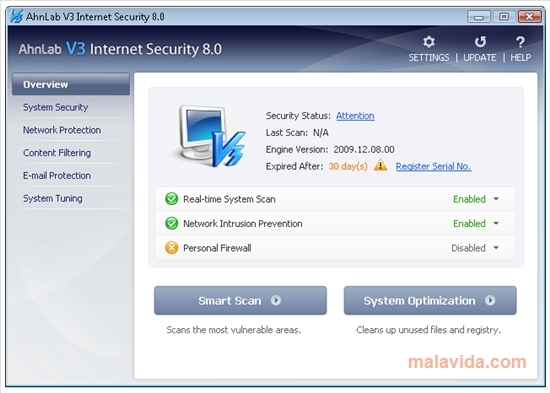 AhnLab V3 Internet Security 8.0
AhnLab V3 Internet Security 8.0
SETTINGS | UPDATE | HELP
Overview
System Security
Network Protection
Content Filtering
E-mail Protection
System Tuning
V3
Security Status: Attention
Last Scan: N/A
Engine Version: 2009.12.08.00
Expired After: 30 day(s) Register Serial No.
Real-time System Scan Enabled
Network Intrusion Prevention Enabled
Personal Firewall Disabled
Smart Scan
System Optimization
Scans the most vulnerable areas.
Cleans up unused files and registry.
malavida.com